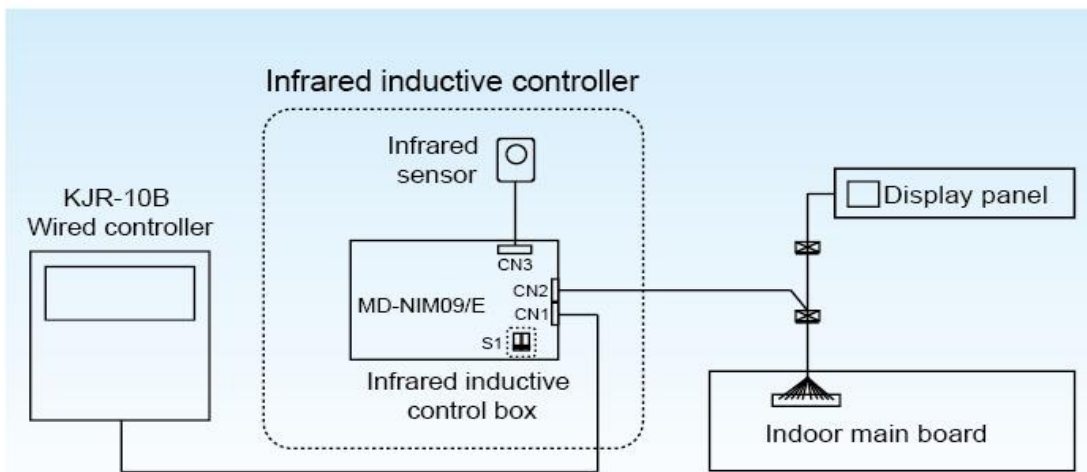 Infrared inductive controller
Infrared
sensor
KJR-10B
Wired controller
Display panel
CN3
MD-NIM09/E
CN2
CN1
S1
Infrared inductive
control box
Indoor main board